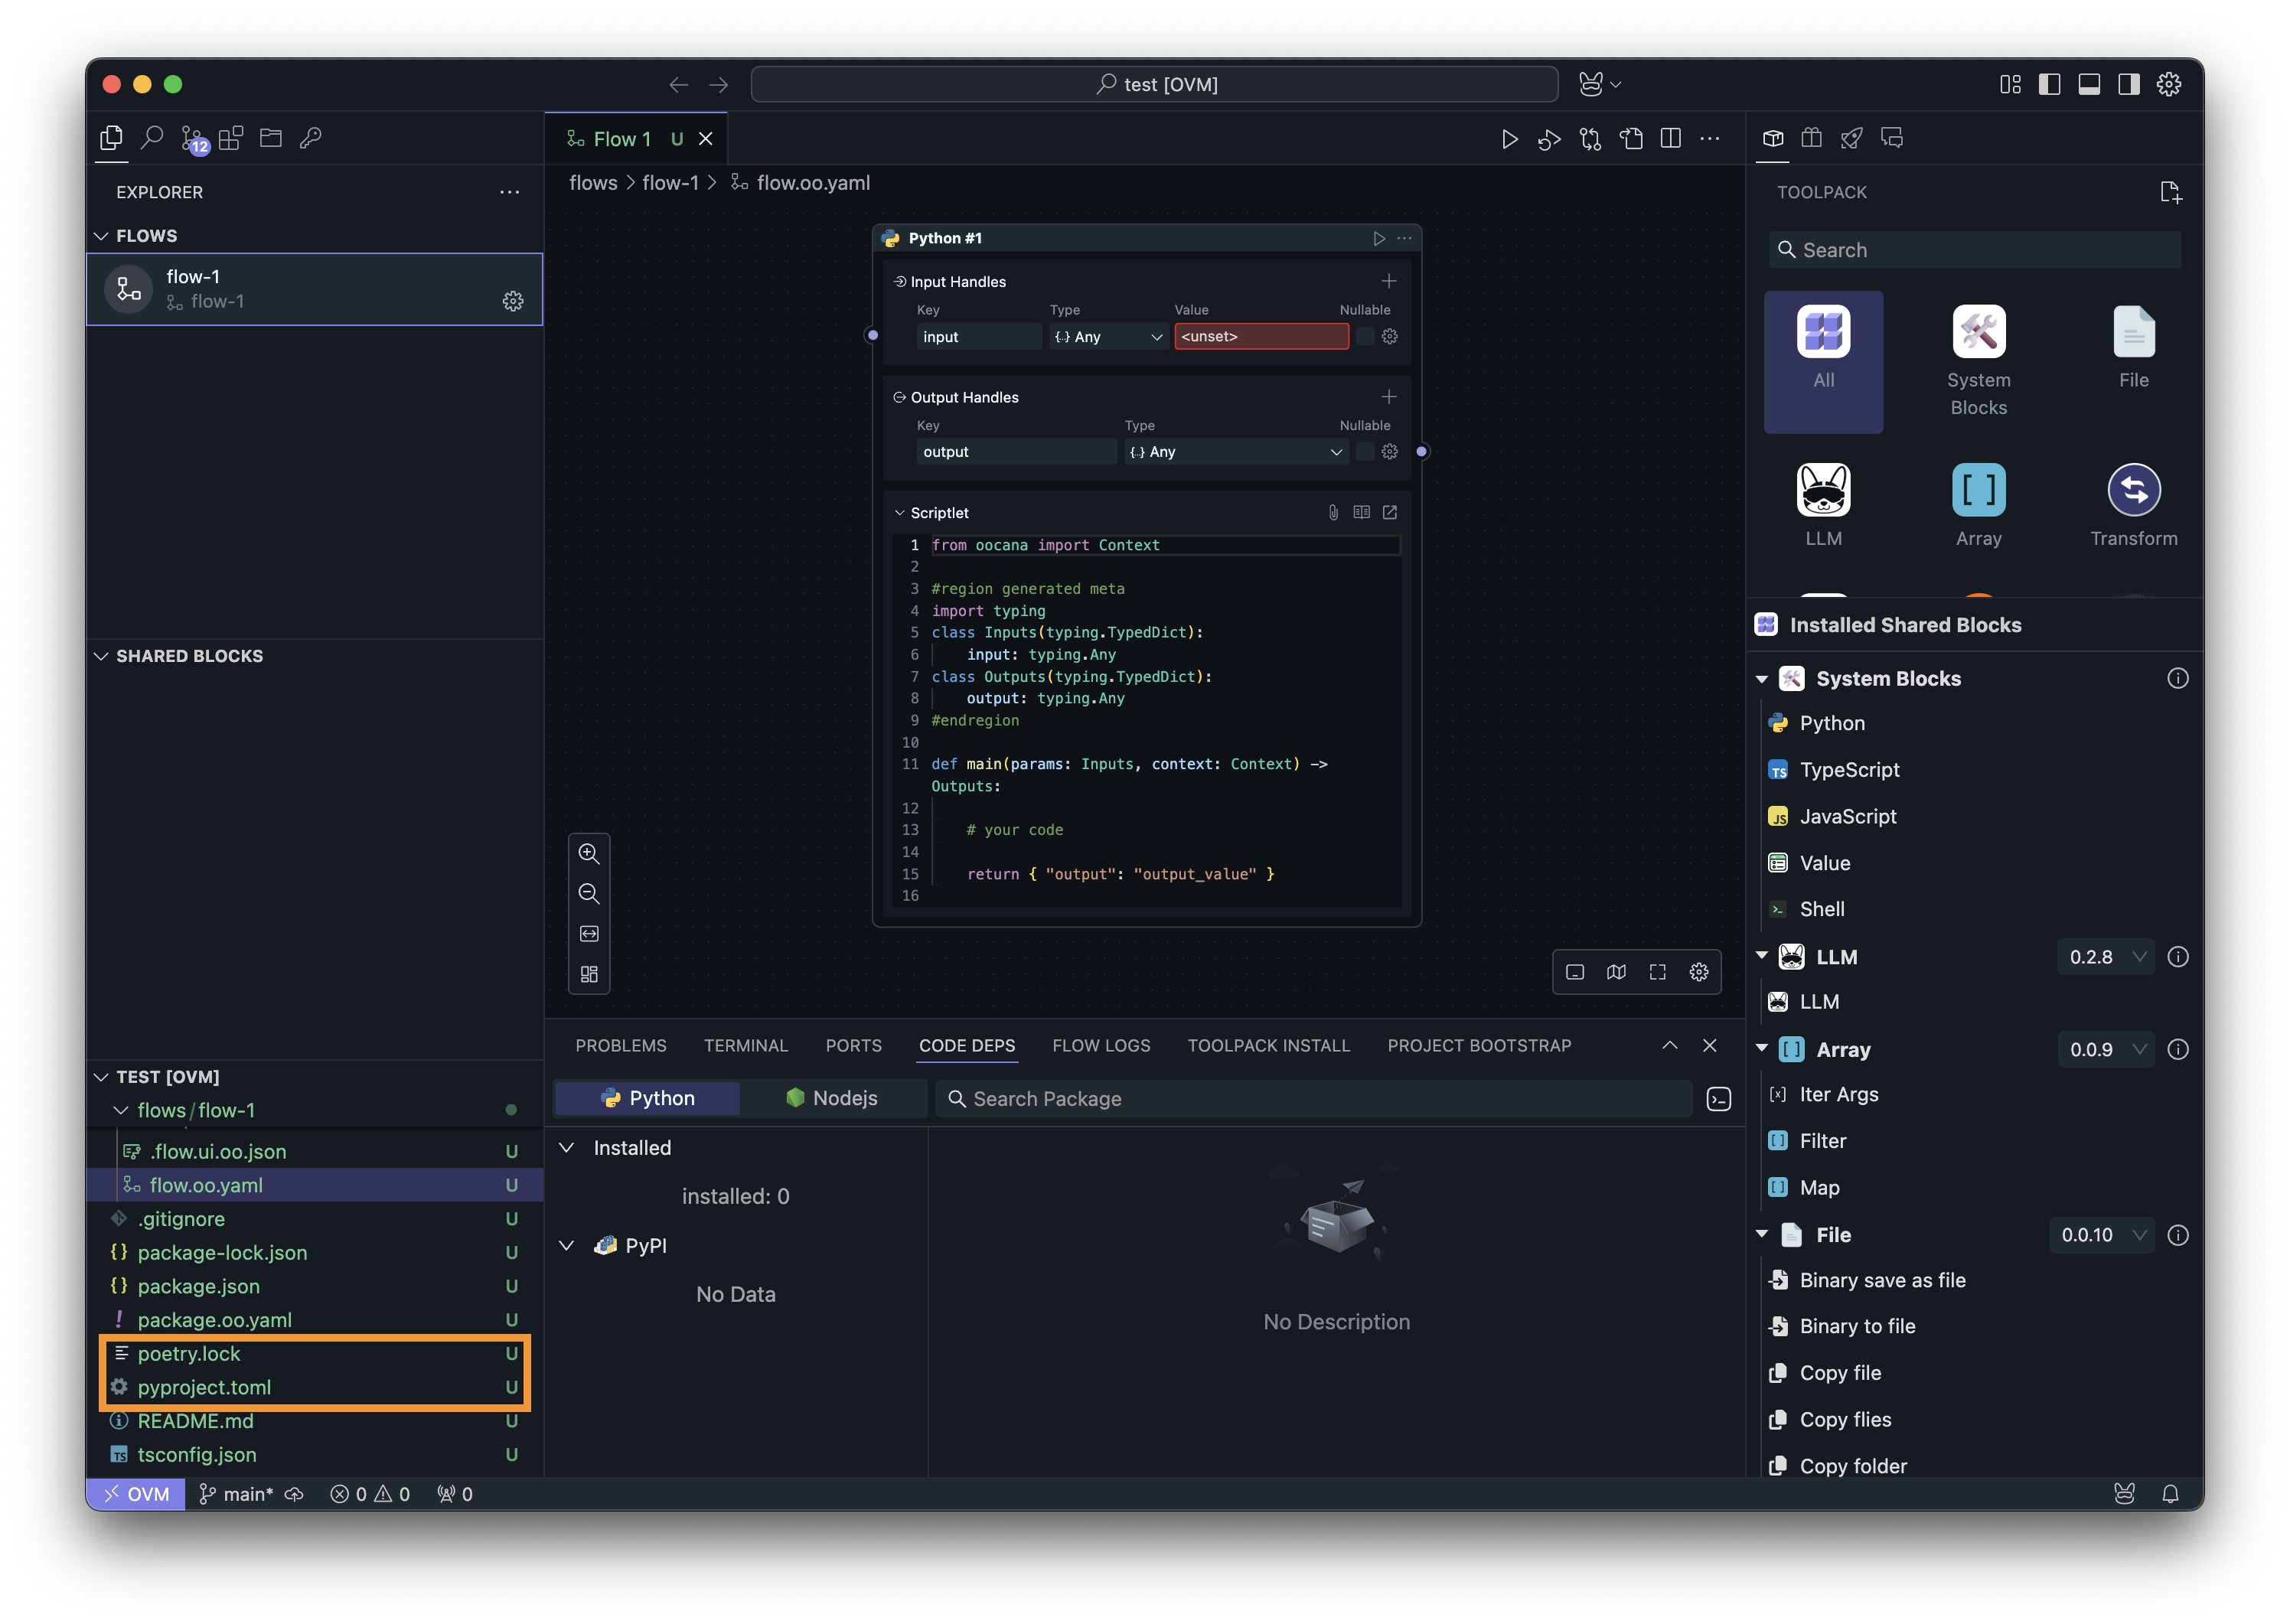 test [OVM]
12
Flow 1 U
EXPLORER
flows > flow-1 > flow.oo.yaml
FLOWS
flow-1
flow-1
Python #1
Input Handles
Key Type Value Nullable
input {..} Any <unset>
Output Handles
Key Type Nullable
output {..} Any
Scriptlet
1 from oocana import Context
2
3 #region generated meta
4 import typing
5 class Inputs(typing.TypedDict):
6 input: typing.Any
7 class Outputs(typing.TypedDict):
8 output: typing.Any
9 #endregion
10
11 def main(params: Inputs, context: Context) ->
Outputs:
12
13 # your code
14
15 return { "output": "output_value" }
16
SHARED BLOCKS
TEST [OVM]
flows/flow-1
.flow.ui.oo.json U
flow.oo.yaml U
.gitignore U
{} package-lock.json U
{} package.json U
! package.oo.yaml U
poetry.lock U
pyproject.toml U
README.md U
TS tsconfig.json U
PROBLEMS TERMINAL PORTS CODE DEPS FLOW LOGS TOOLPACK INSTALL PROJECT BOOTSTRAP
Python Nodejs Search Package
Installed
installed: 0
PyPI
No Data
No Description
TOOLPACK
Search
All System Blocks File
LLM Array Transform
Installed Shared Blocks
System Blocks
Python
TS TypeScript
JS JavaScript
Value
Shell
LLM 0.2.8
LLM
Array 0.0.9
[x] Iter Args
Filter
Map
File 0.0.10
Binary save as file
Binary to file
Copy file
Copy flies
Copy folder
OVM main* 0 0 0